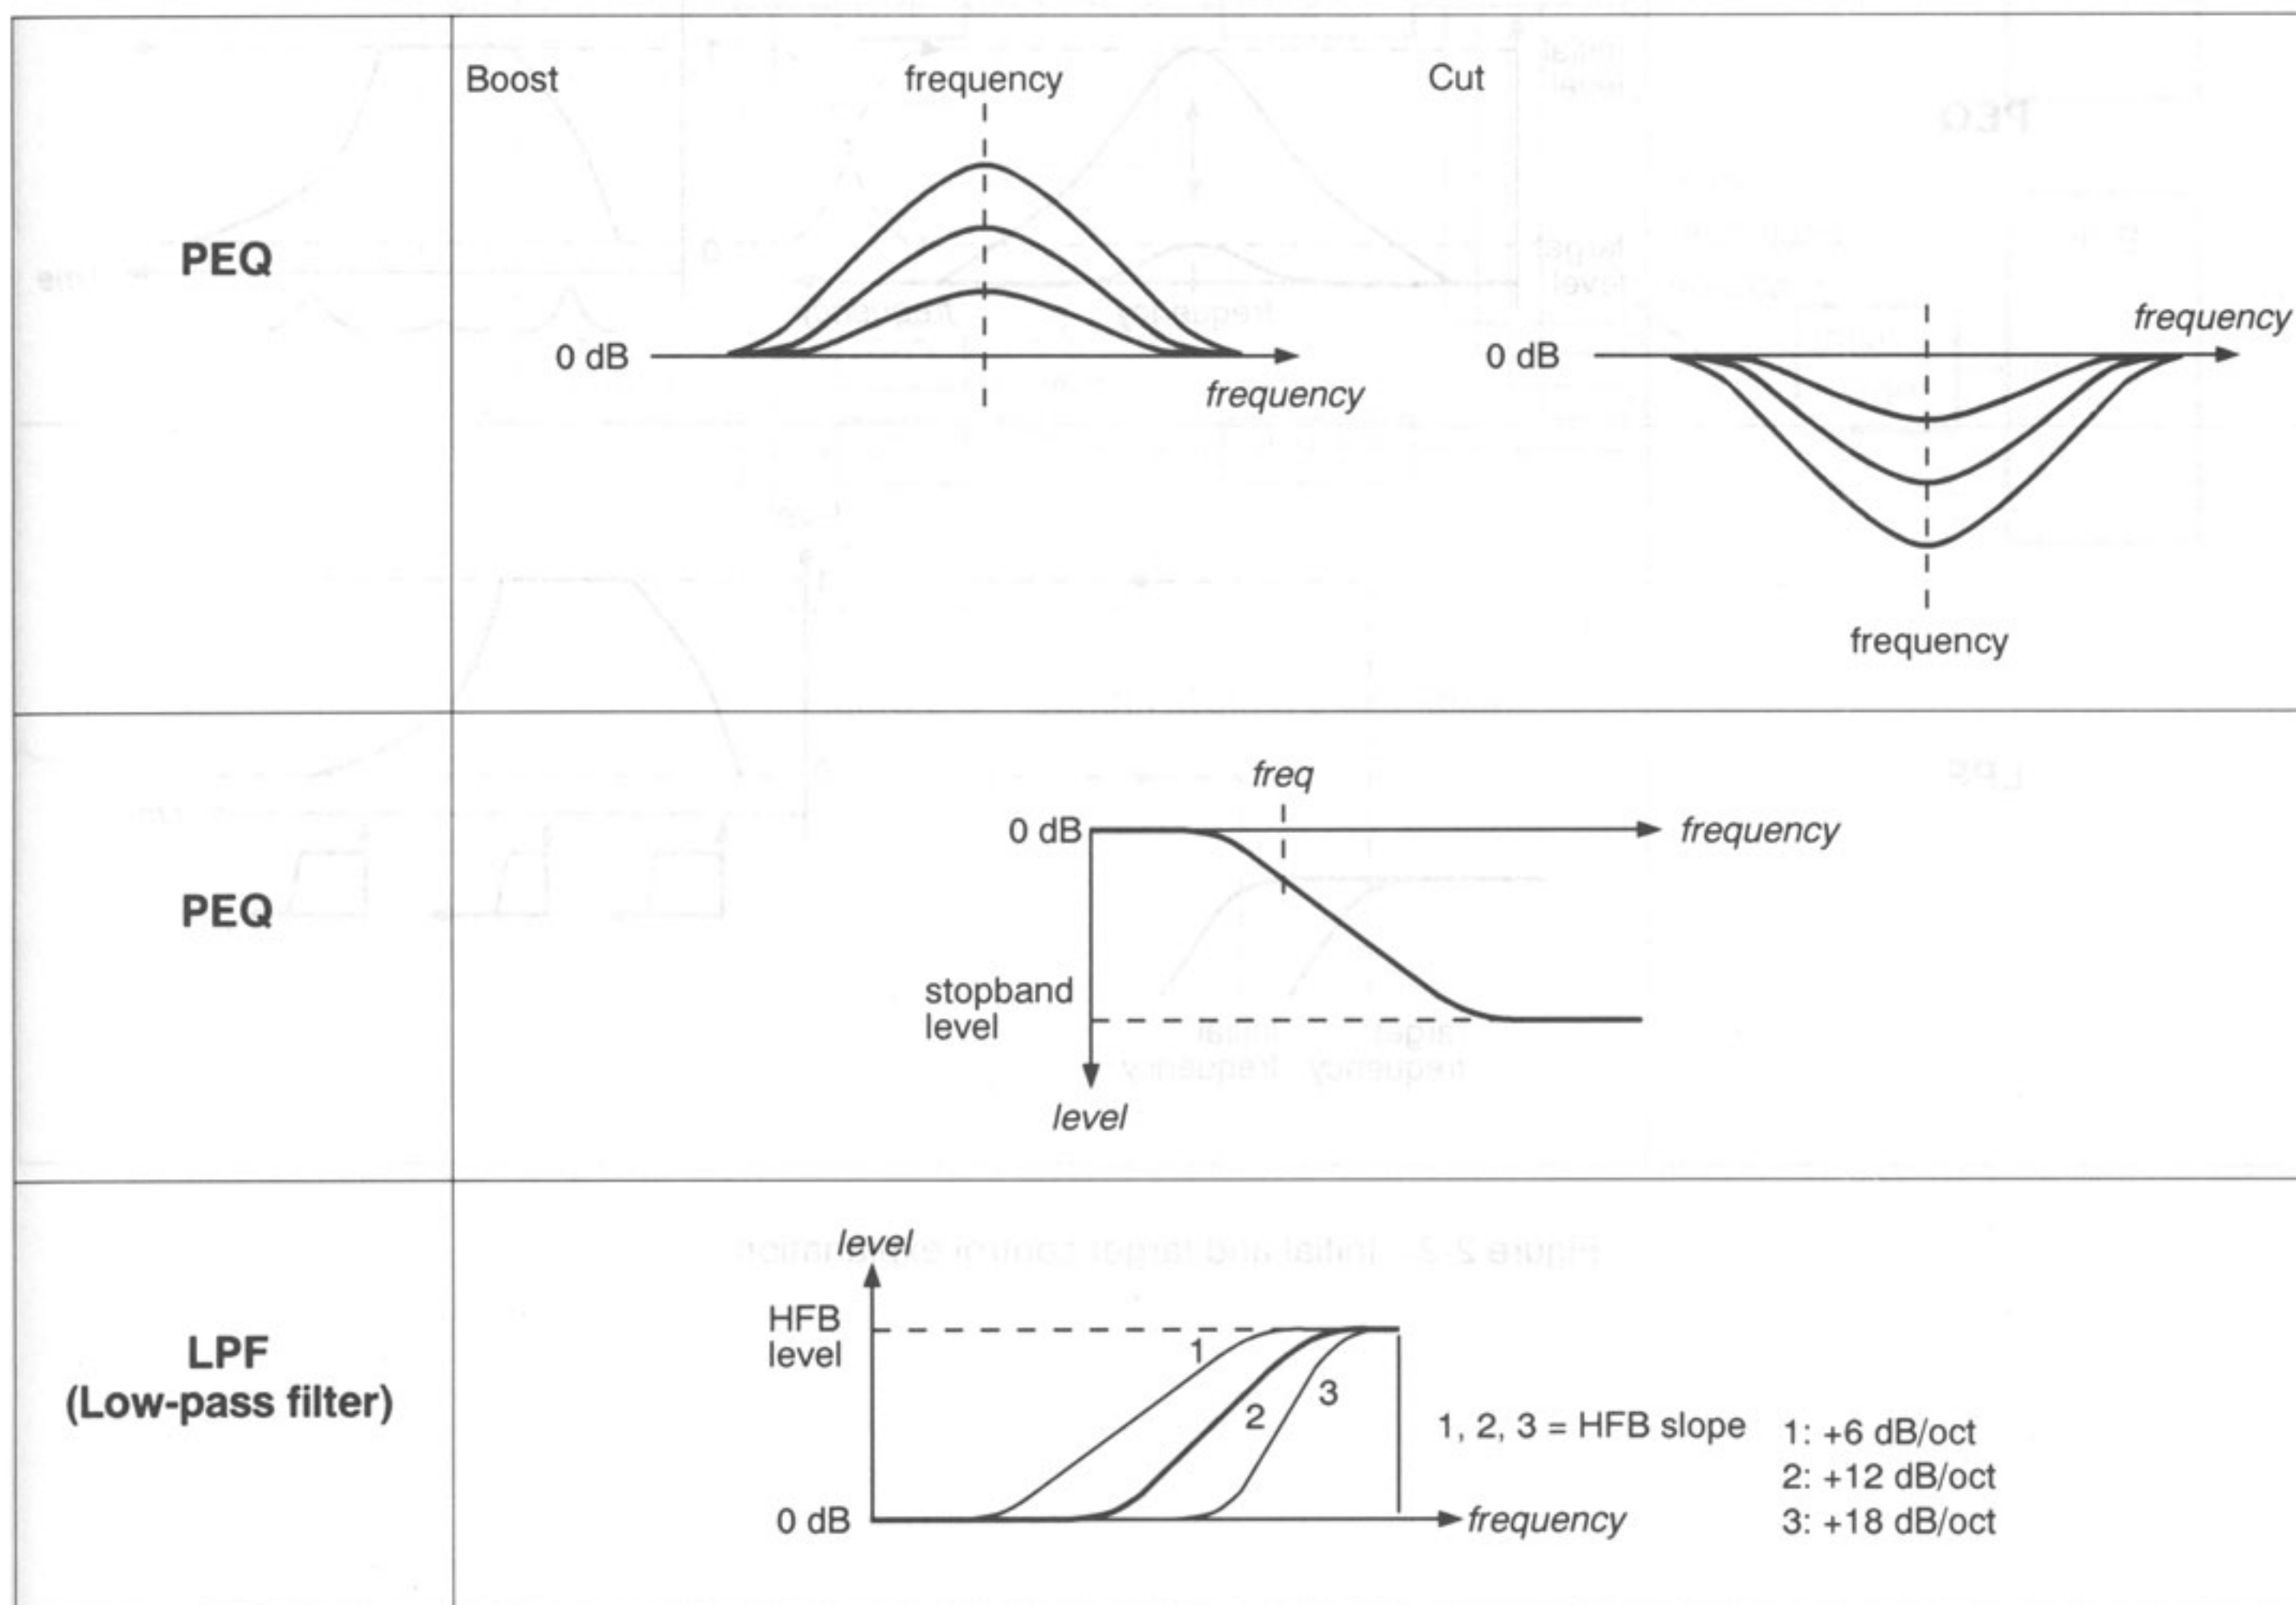 PEQ
Boost
frequency
0 dB
frequency
Cut
0 dB
frequency
frequency
PEQ
freq
0 dB
frequency
stopband
level
level
LPF
(Low-pass filter)
level
HFB
level
1
2
3
0 dB
frequency
1, 2, 3 = HFB slope
1: +6 dB/oct
2: +12 dB/oct
3: +18 dB/oct